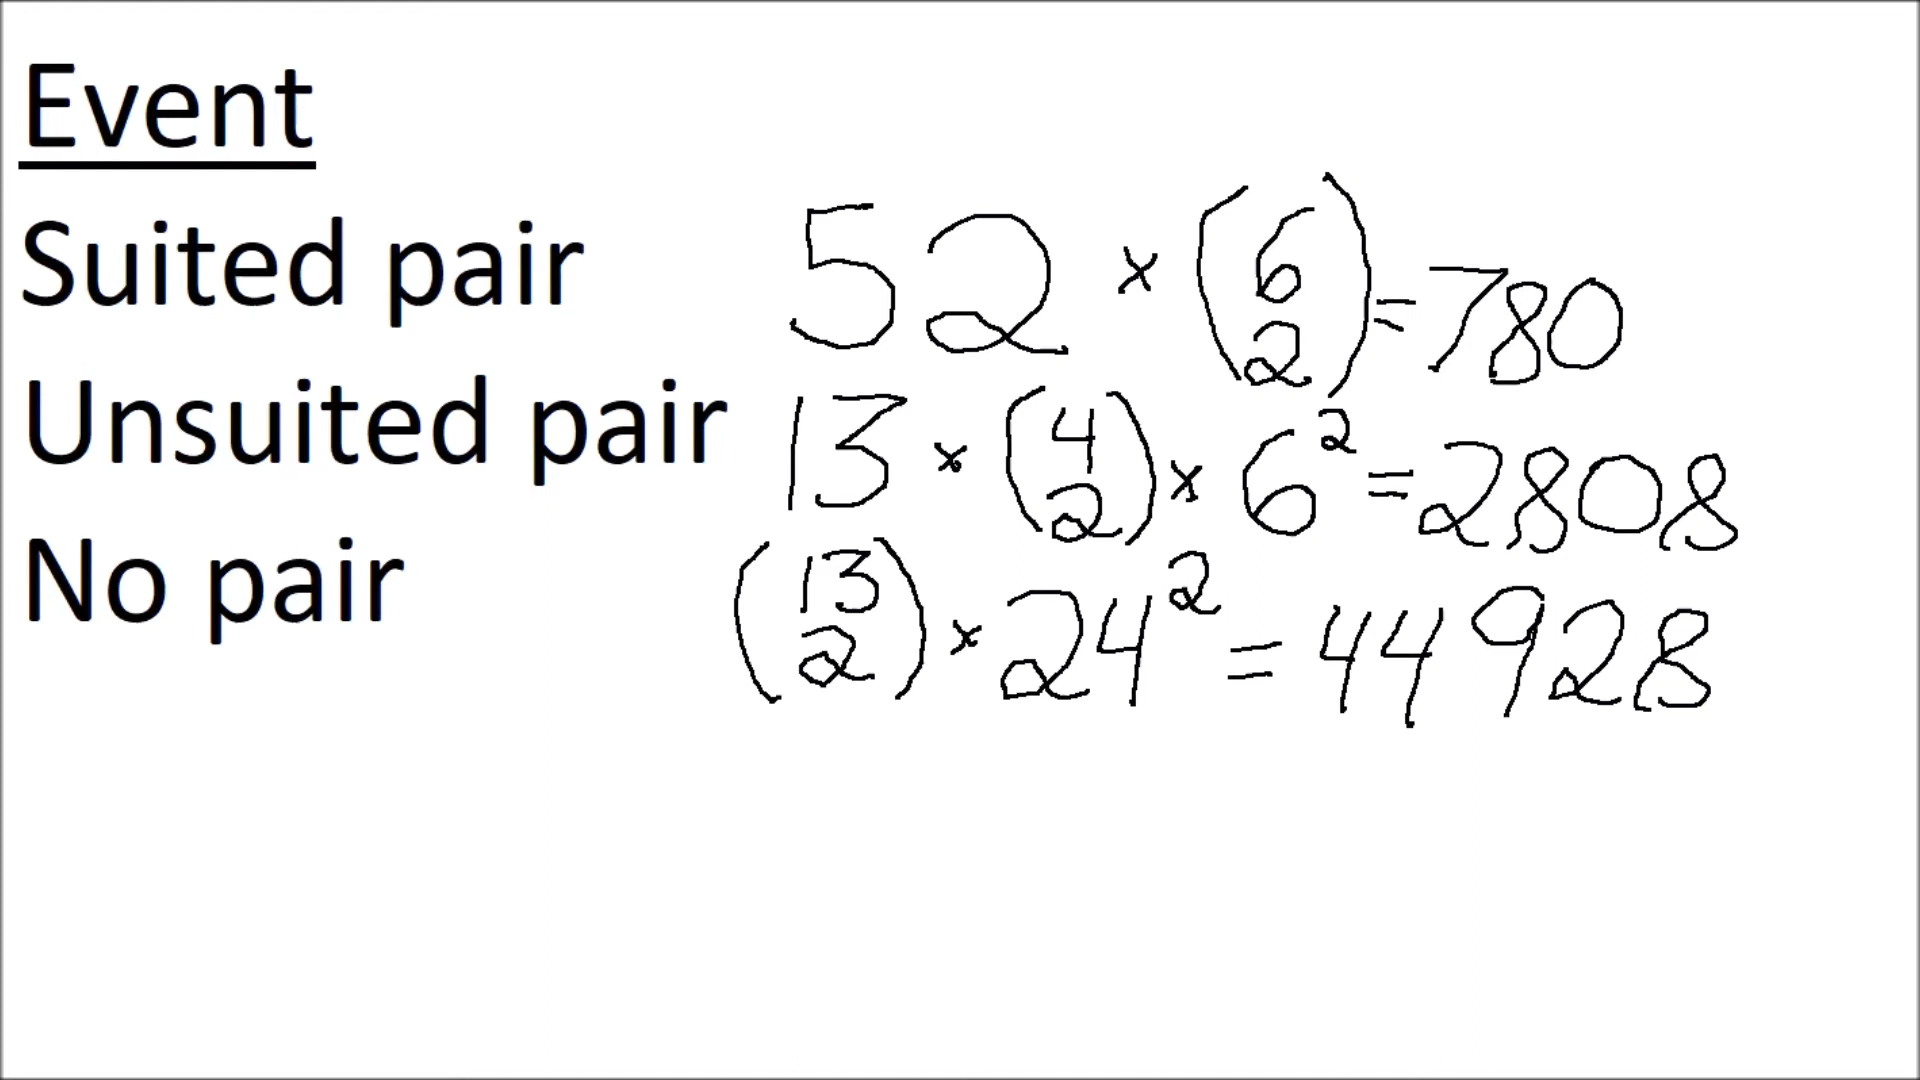 Event
Suited pair 52 × (6 2) = 780
Unsuited pair 13 × (4 2) × 6² = 2808
No pair (13 2) × 24² = 44928